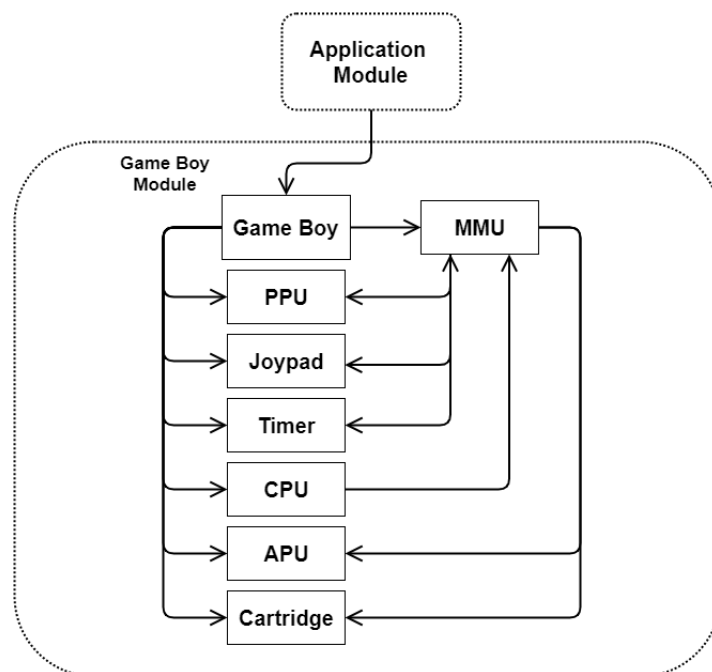 Application
Module
Game Boy
Module
Game Boy
MMU
PPU
Joypad
Timer
CPU
APU
Cartridge